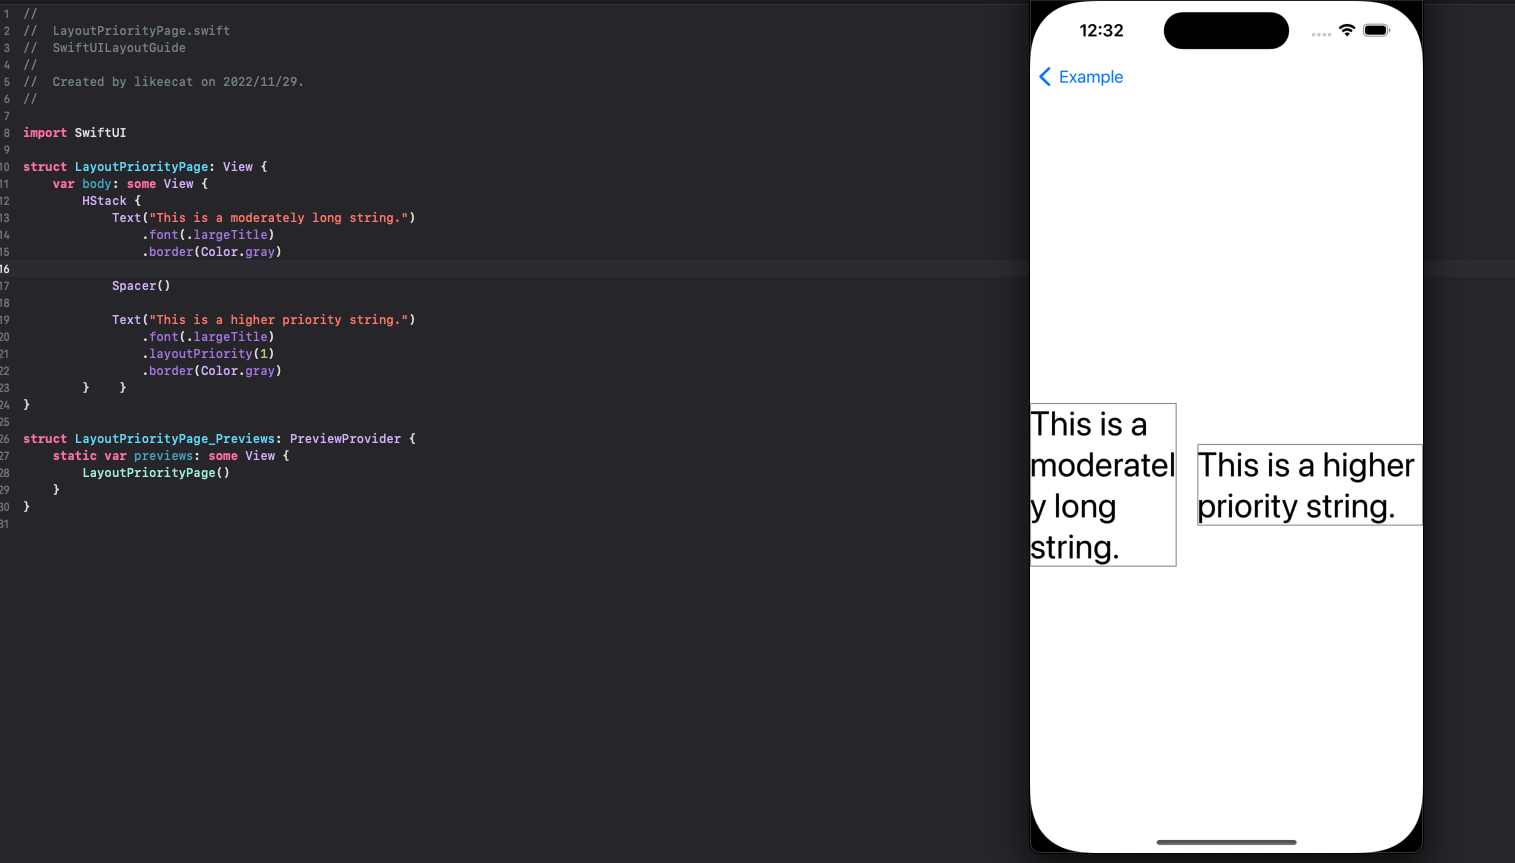 1 //
2 //  LayoutPriorityPage.swift
3 //  SwiftUILayoutGuide
4 //
5 //  Created by likeecat on 2022/11/29.
6 //
7
8 import SwiftUI
9
10 struct LayoutPriorityPage: View {
11     var body: some View {
12         HStack {
13             Text("This is a moderately long string.")
14                 .font(.largeTitle)
15                 .border(Color.gray)
16
17             Spacer()
18
19             Text("This is a higher priority string.")
20                 .font(.largeTitle)
21                 .layoutPriority(1)
22                 .border(Color.gray)
23         }    }
24 }
25
26 struct LayoutPriorityPage_Previews: PreviewProvider {
27     static var previews: some View {
28         LayoutPriorityPage()
29     }
30 }
31
12:32
Example
This is a
moderatel
y long
string.
This is a higher
priority string.